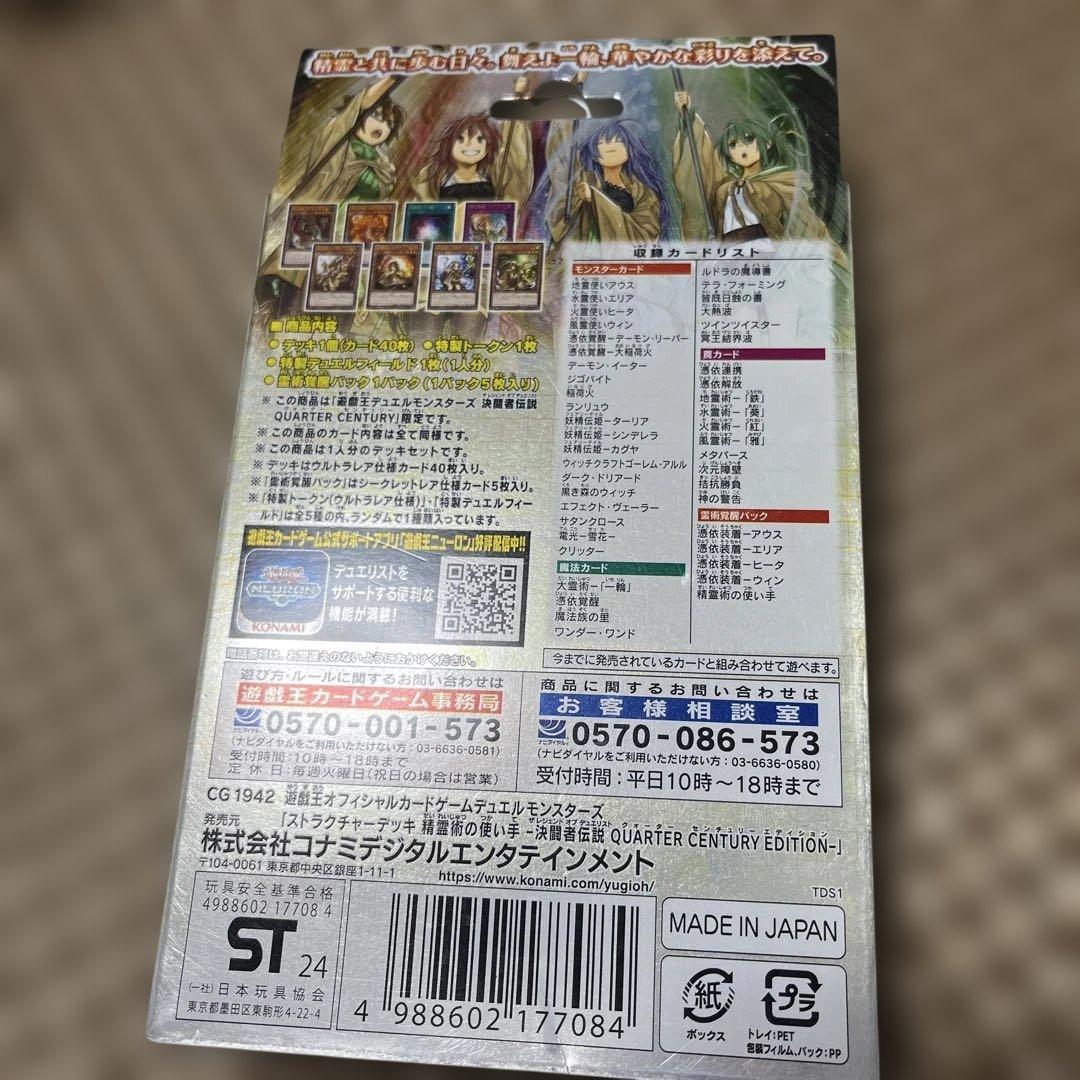 精霊と共に歩む日々。舞えよ一輪、華やかな彩りを添えて。
■商品内容
●デッキ1個(カード40枚) ●特製トークン1枚
●特製デュエルフィールド1枚(1人分)
●霊術覚醒パック1パック(1パック5枚入り)
※この商品は「遊戯王デュエルモンスターズ 決闘者伝説
QUARTER CENTURY」限定です。
※この商品のカード内容は全て同様です。
※この商品は1人分のデッキセットです。
※デッキはウルトラレア仕様カード40枚入り。
※「霊術覚醒パック」はシークレットレア仕様カード5枚入り。
※「特製トークン(ウルトラレア仕様)」・「特製デュエルフィー
ルド」は全5種の内、ランダムで1種類入っています。
遊戯王カードゲーム公式サポートアプリ「遊戯王ニューロン」好評配信中!!
NEURON
KONAMI
デュエリストを
サポートする便利な
機能が満載!
収録カードリスト
モンスターカード
地霊使いアウス
水霊使いエリア
火霊使いヒータ
風霊使いウィン
憑依覚醒-デーモン・リーパー
憑依覚醒-大稲荷火
デーモン・イーター
ジゴバイト
稲荷火
ランリュウ
妖精伝姫-ターリア
妖精伝姫-シンデレラ
妖精伝姫-カグヤ
ウィッチクラフトゴーレム・アルル
ダーク・ドリアード
黒き森のウィッチ
エフェクト・ヴェーラー
サタンクロース
電光-雪花-
クリッター
魔法カード
大霊術-「一輪」
憑依覚醒
魔法族の里
ワンダー・ワンド
ルドラの魔導書
テラ・フォーミング
皆既日蝕の書
大熱波
ツインツイスター
冥王結界波
罠カード
憑依連携
憑依解放
地霊術-「鉄」
水霊術-「葵」
火霊術-「紅」
風霊術-「雅」
メタバース
次元障壁
拮抗勝負
神の警告
霊術覚醒パック
憑依装着-アウス
憑依装着-エリア
憑依装着-ヒータ
憑依装着-ウィン
精霊術の使い手
電話番号は、お間違えのないようにおかけください。
今までに発売されているカードと組み合わせて遊べます。
遊び方・ルールに関するお問い合わせは
遊戯王カードゲーム事務局
ナビダイヤル 0570-001-573
(ナビダイヤルをご利用いただけない方:03-6636-0581)
受付時間:10時~18時まで
定休日:毎週火曜日(祝日の場合は営業)
商品に関するお問い合わせは
お客様相談室
ナビダイヤル 0570-086-573
(ナビダイヤルをご利用いただけない方:03-6636-0580)
受付時間:平日10時~18時まで
CG1942 遊戯王オフィシャルカードゲームデュエルモンスターズ
「ストラクチャーデッキ 精霊術の使い手 -決闘者伝説 QUARTER CENTURY EDITION-」
発売元
株式会社コナミデジタルエンタテインメント
〒104-0061 東京都中央区銀座1-11-1
https://www.konami.com/yugioh/
TDS1
玩具安全基準合格
4988602 17708 4
ST 24
(一社)日本玩具協会
東京都墨田区東駒形4-22-4
4 988602 177084
MADE IN JAPAN
紙
ボックス
プラ
トレイ:PET
包装フィルム、パック:PP